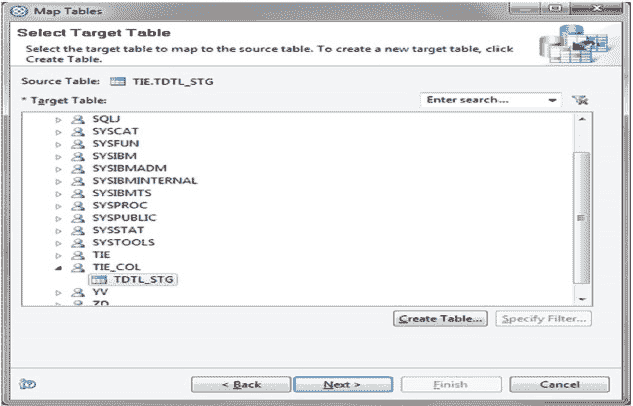 Map Tables
Select Target Table
Select the target table to map to the source table. To create a new target table, click
Create Table.
Source Table: TIE.TDTL_STG
* Target Table:
Enter search...
SQLJ
SYSCAT
SYSFUN
SYSIBM
SYSIBMADM
SYSIBMINTERNAL
SYSIBMTS
SYSPROC
SYSPUBLIC
SYSSTAT
SYSTOOLS
TIE
TIE_COL
TDTL_STG
YV
Create Table...
Specify Filter...
< Back
Next >
Finish
Cancel